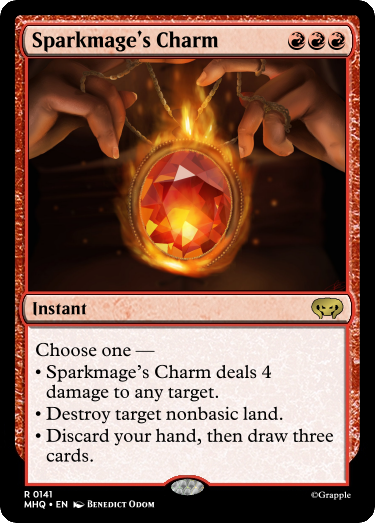 Sparkmage's Charm
Instant
Choose one —
• Sparkmage's Charm deals 4
damage to any target.
• Destroy target nonbasic land.
• Discard your hand, then draw three
cards.
R 0141
MHQ • EN Benedict Odom
©Grapple